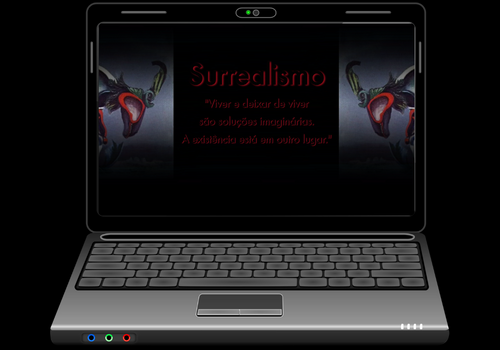 Surrealismo
"Viver e deixar de viver
são soluções imaginárias.
A existência está em outro lugar."